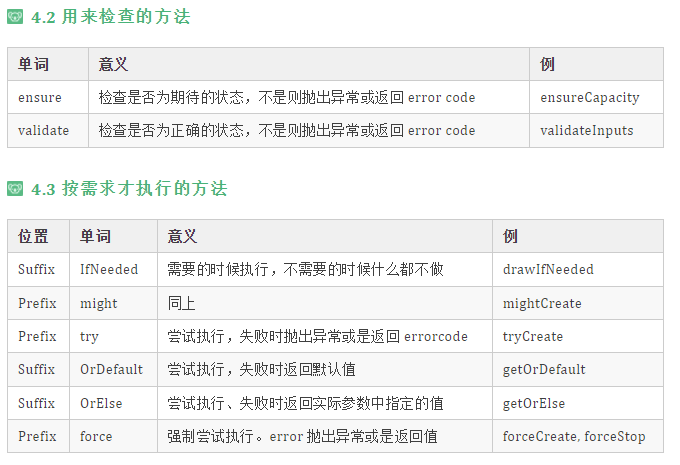 4.2 用来检查的方法
单词 意义 例
ensure 检查是否为期待的状态，不是则抛出异常或返回 error code ensureCapacity
validate 检查是否为正确的状态，不是则抛出异常或返回 error code validateInputs
4.3 按需求才执行的方法
位置 单词 意义 例
Suffix IfNeeded 需要的时候执行，不需要的时候什么都不做 drawIfNeeded
Prefix might 同上 mightCreate
Prefix try 尝试执行，失败时抛出异常或是返回 errorcode tryCreate
Suffix OrDefault 尝试执行，失败时返回默认值 getOrDefault
Suffix OrElse 尝试执行、失败时返回实际参数中指定的值 getOrElse
Prefix force 强制尝试执行。error 抛出异常或是返回值 forceCreate, forceStop